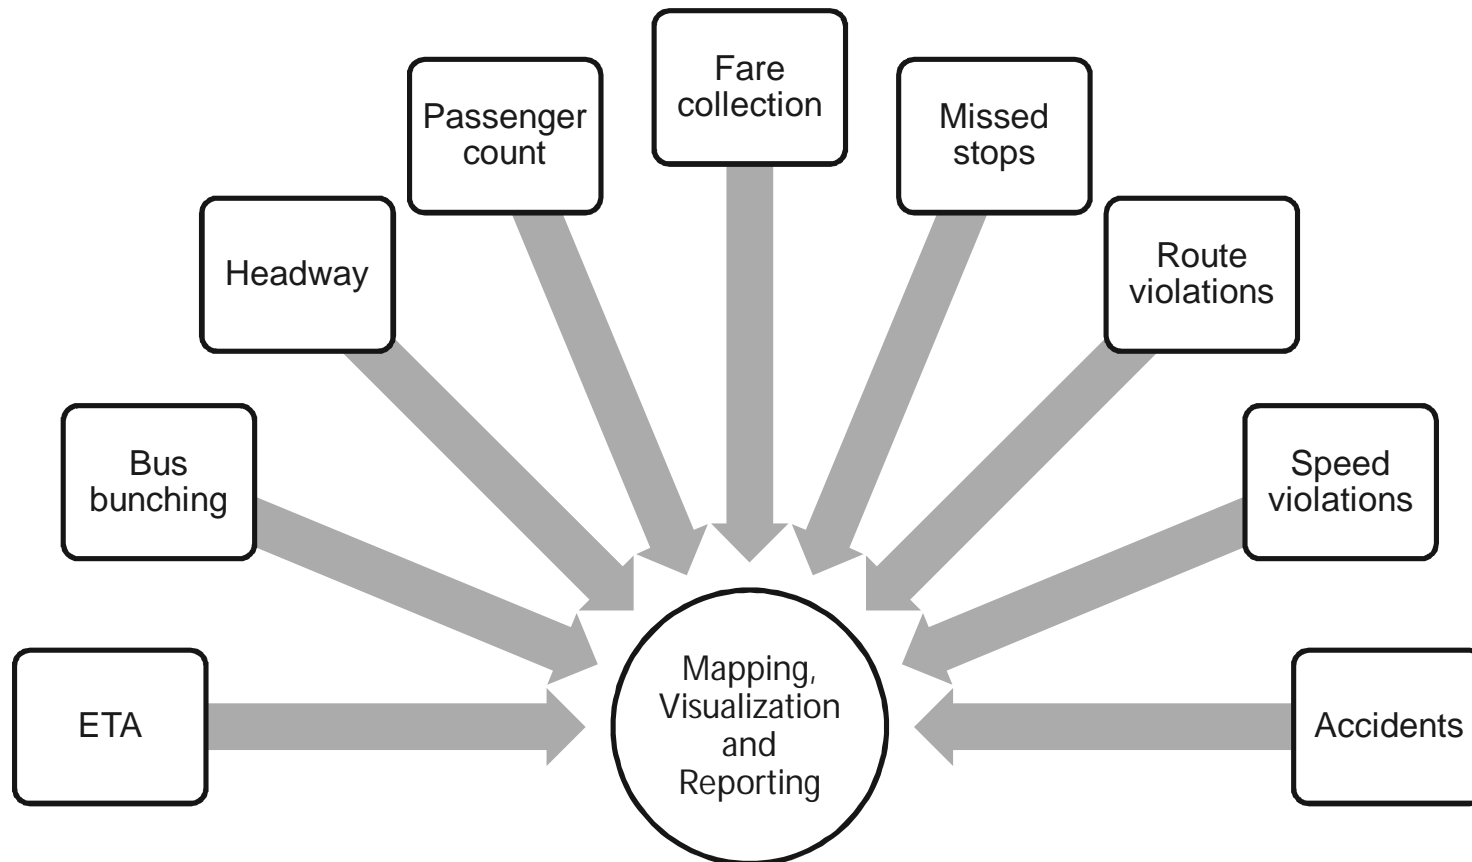 Fare
collection
Passenger
count
Missed
stops
Headway
Route
violations
Bus
bunching
Speed
violations
ETA
Mapping,
Visualization
and
Reporting
Accidents